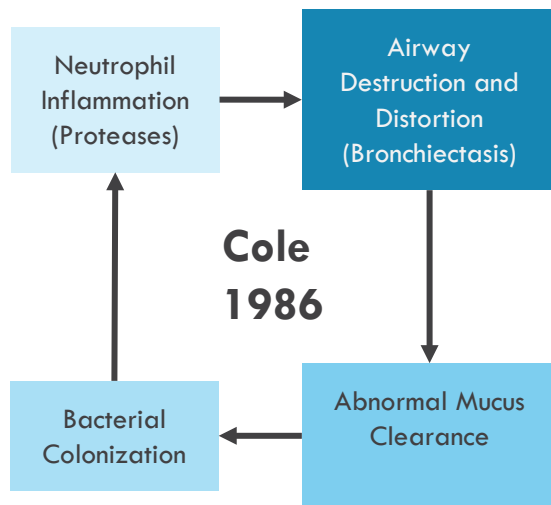 Neutrophil
Inflammation
(Proteases)
Airway
Destruction and
Distortion
(Bronchiectasis)
Cole
1986
Bacterial
Colonization
Abnormal Mucus
Clearance